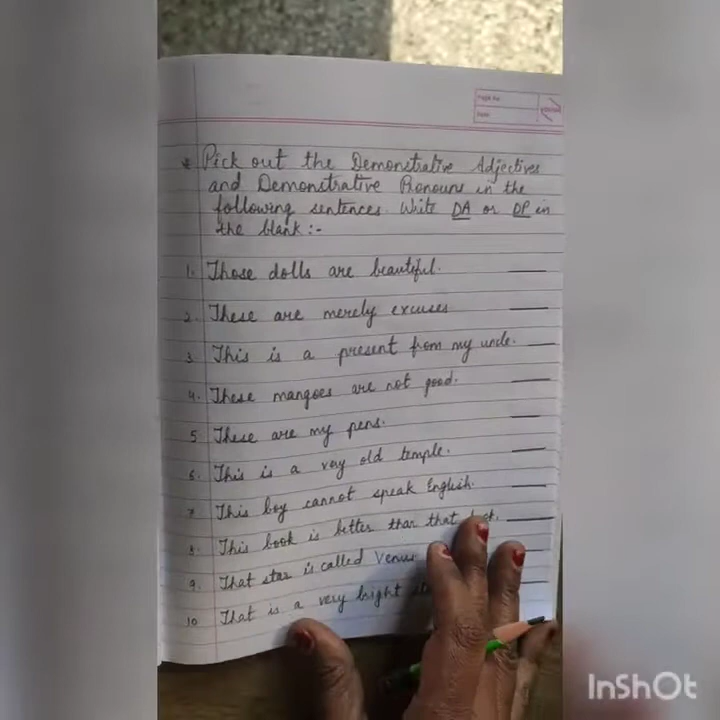 Page No
Date
* Pick out the Demonstrative Adjectives
and Demonstrative Pronouns in the
following sentences. Write DA or DP in
the blank:-
1. Those dolls are beautiful.
2. These are merely excuses
3. This is a present from my uncle.
4. These mangoes are not good.
5. These are my pens.
6. This is a very old temple.
7. This boy cannot speak English.
8. This book is better than that
9. That star is called Venus
10. That is a very bright
InShOt